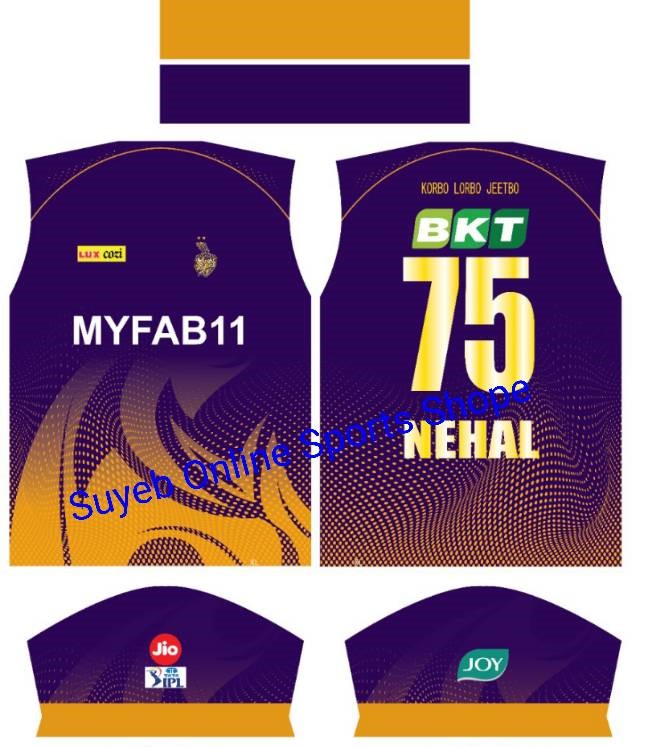 KORBO LORBO JEETBO
BKT
LUX cozi
75
MYFAB11
NEHAL
Suyeb Online Sports Shope
Jio
IPL
JOY